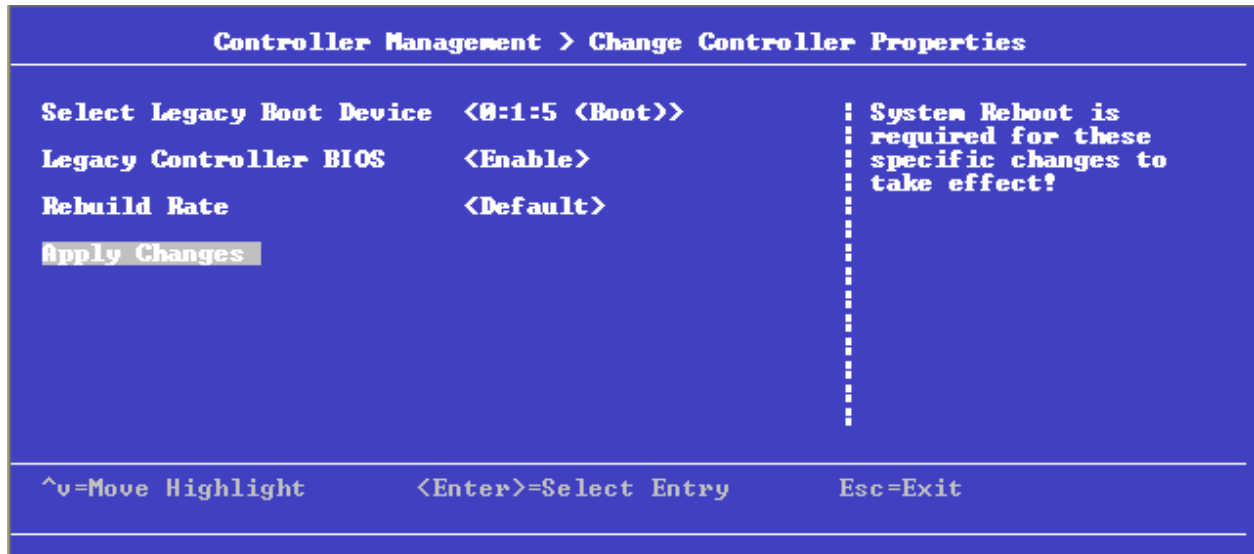 Controller Management > Change Controller Properties
Select Legacy Boot Device <0:1:5 (Boot)>
Legacy Controller BIOS <Enable>
Rebuild Rate <Default>
Apply Changes
System Reboot is
required for these
specific changes to
take effect!
^v=Move Highlight <Enter>=Select Entry Esc=Exit